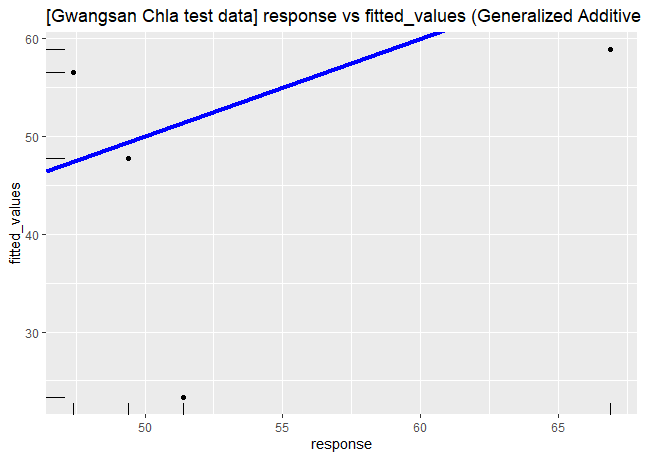 [Gwangsan Chla test data] response vs fitted_values (Generalized Additive
60
50
40
30
fitted_values
50 55 60 65
response